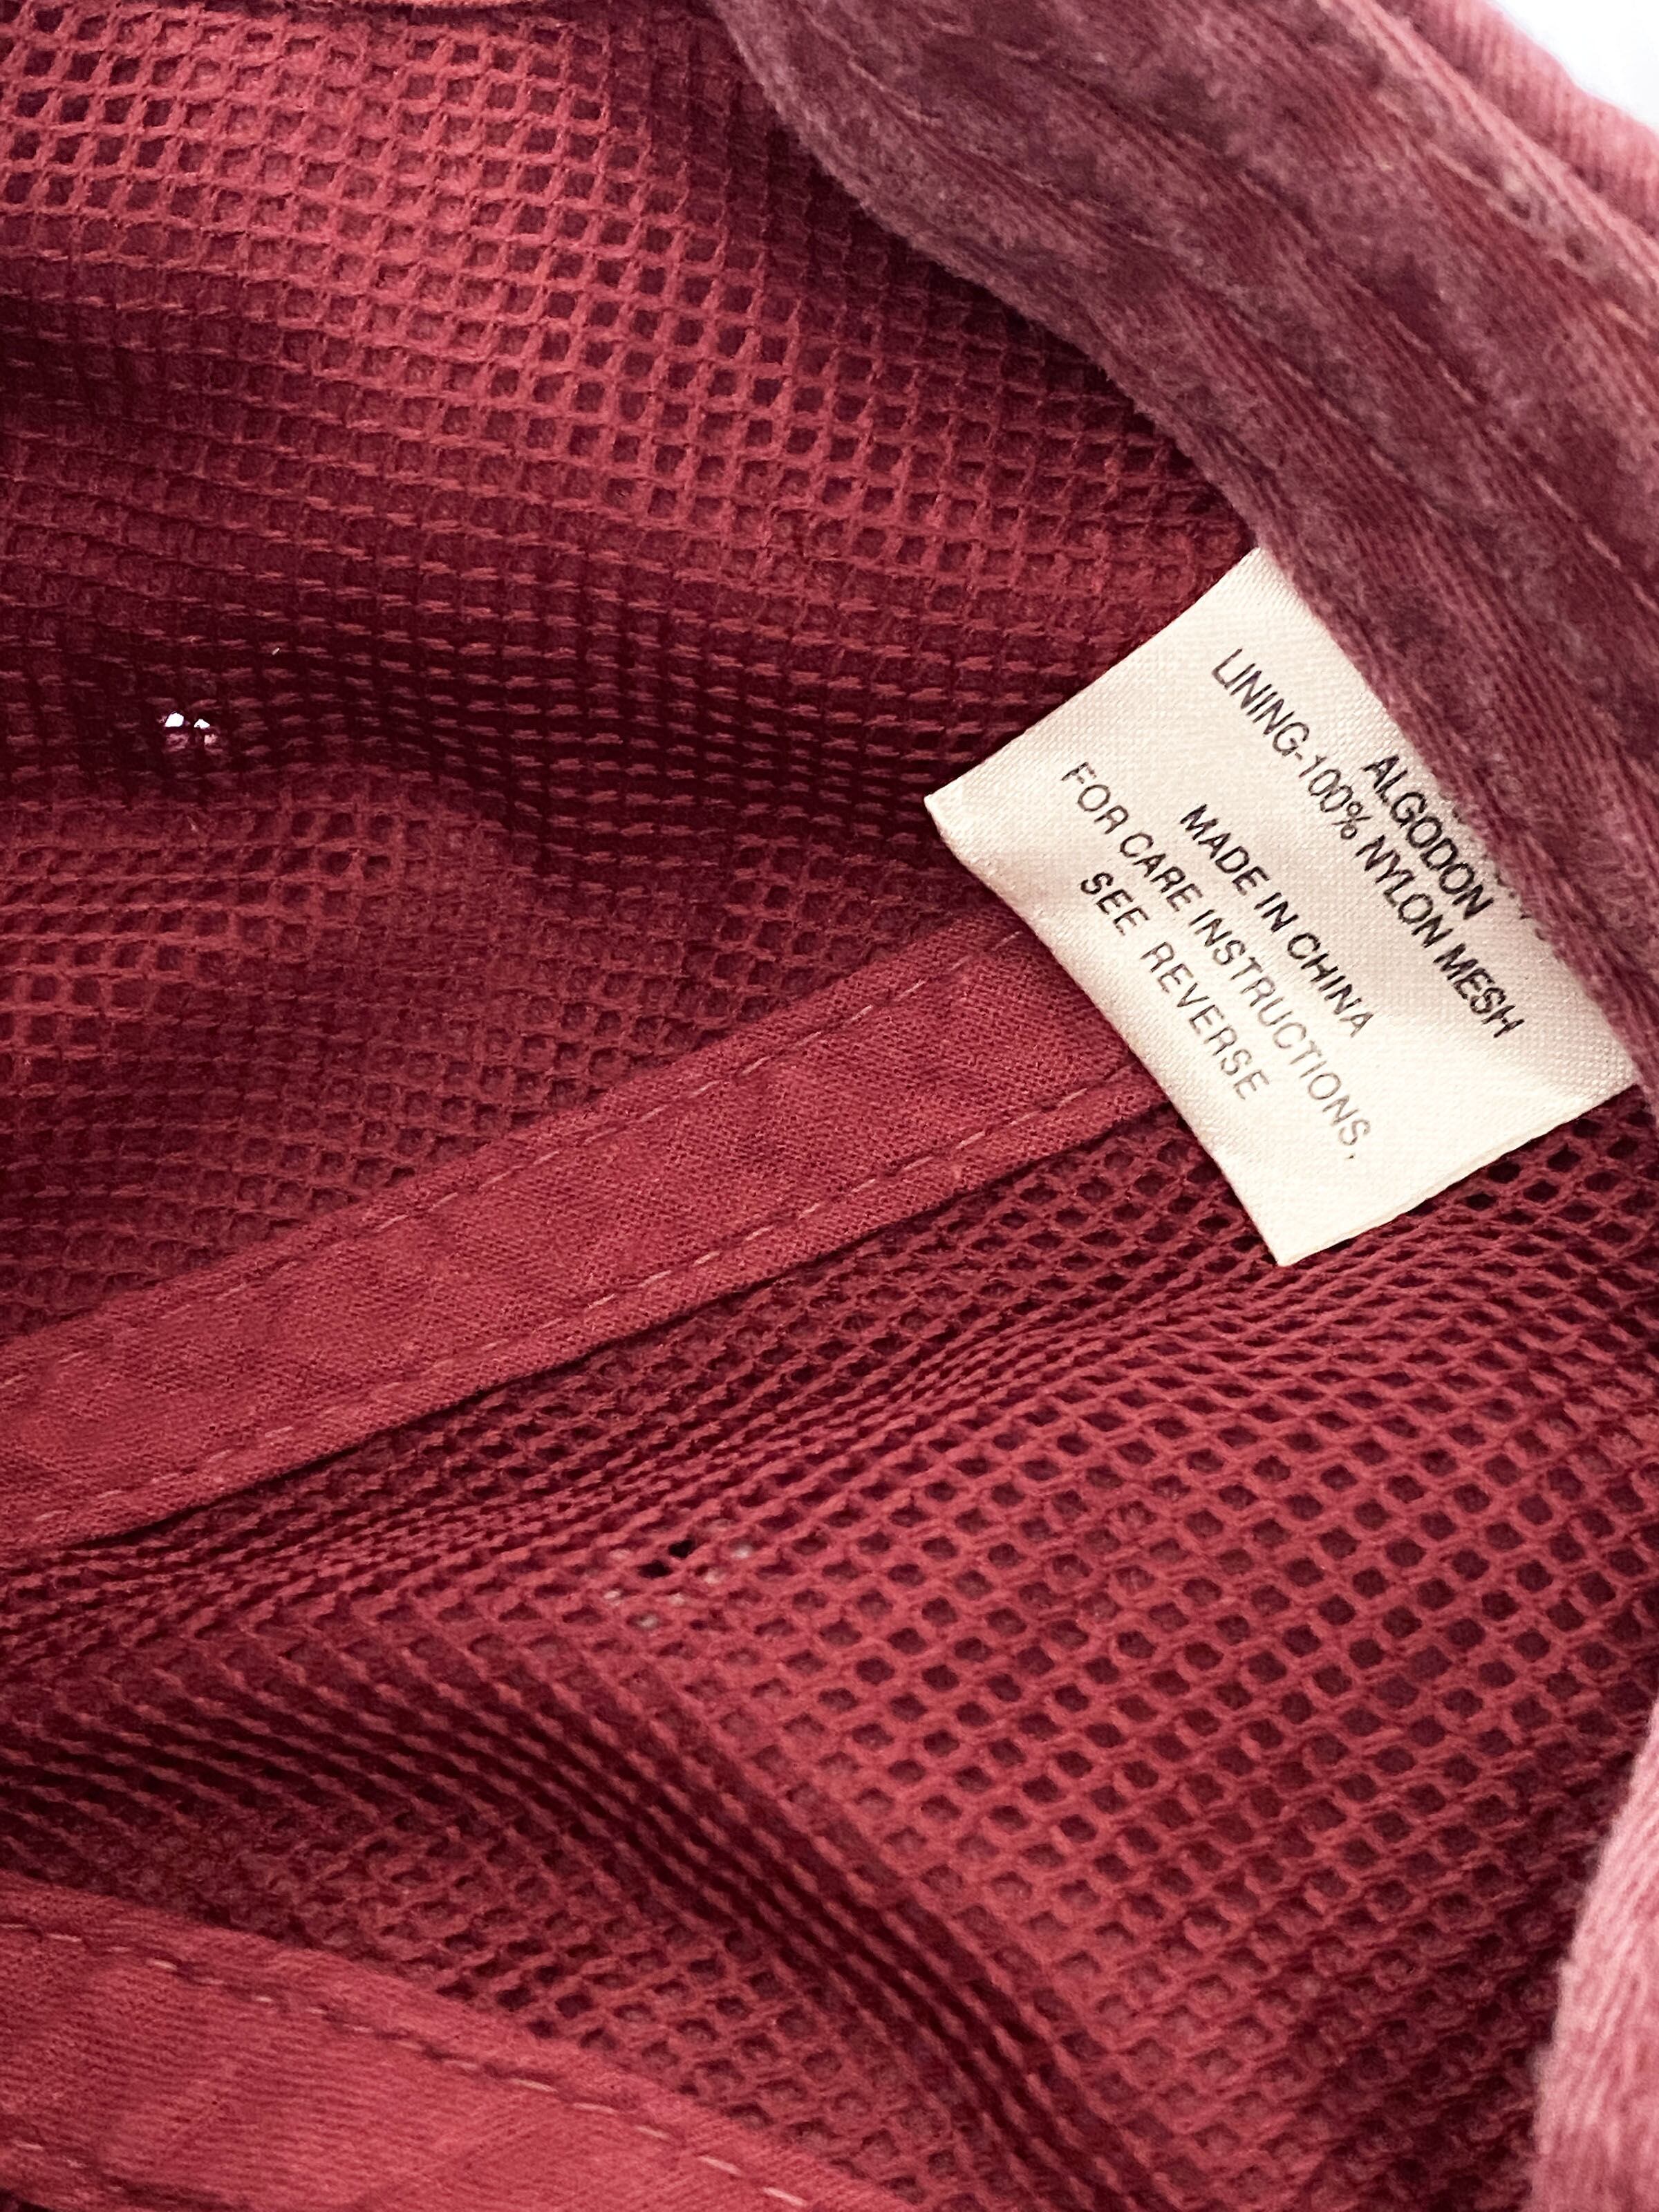 ALGODON
LINING-100% NYLON MESH
MADE IN CHINA
FOR CARE INSTRUCTIONS,
SEE REVERSE